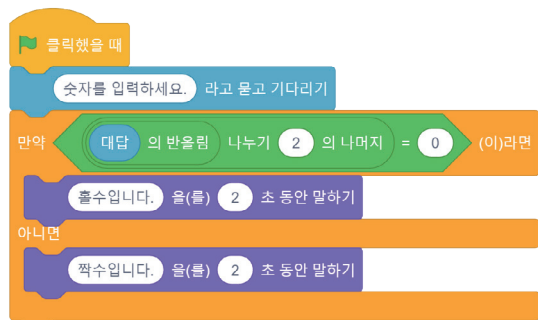 클릭했을 때
숫자를 입력하세요. 라고 묻고 기다리기
만약 대답 의 반올림 나누기 2 의 나머지 = 0 (이)라면
홀수입니다. 을(를) 2 초 동안 말하기
아니면
짝수입니다. 을(를) 2 초 동안 말하기